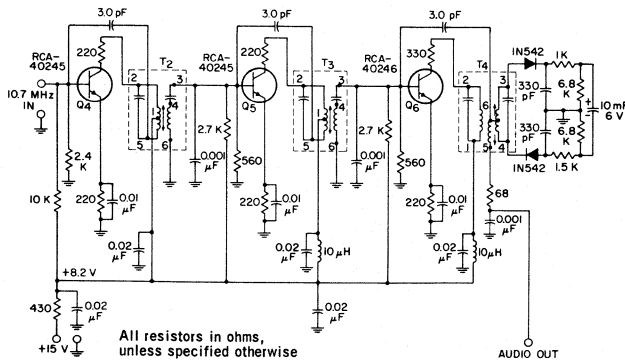 3.0 pF
3.0 pF
3.0 pF
RCA-
40245
220
T2
RCA-
40245
220
T3
RCA-
40246
330
T4
1N542
1K
10.7 MHz
IN
Q4
2
3
4
5
6
Q5
2
3
4
5
6
Q6
2
3
6
5
4
330
pF
330
pF
6.8
K
6.8
K
10 mF
6 V
1N542
1.5 K
2.4
K
10 K
220
0.01
µF
0.001
µF
2.7 K
560
220
0.01
µF
0.001
µF
2.7 K
560
220
0.01
µF
68
0.001
µF
0.02
µF
0.02
µF
10 µH
0.02
µF
10 µH
+8.2 V
430
0.02
µF
0.02
µF
+15 V
All resistors in ohms,
unless specified otherwise
AUDIO OUT